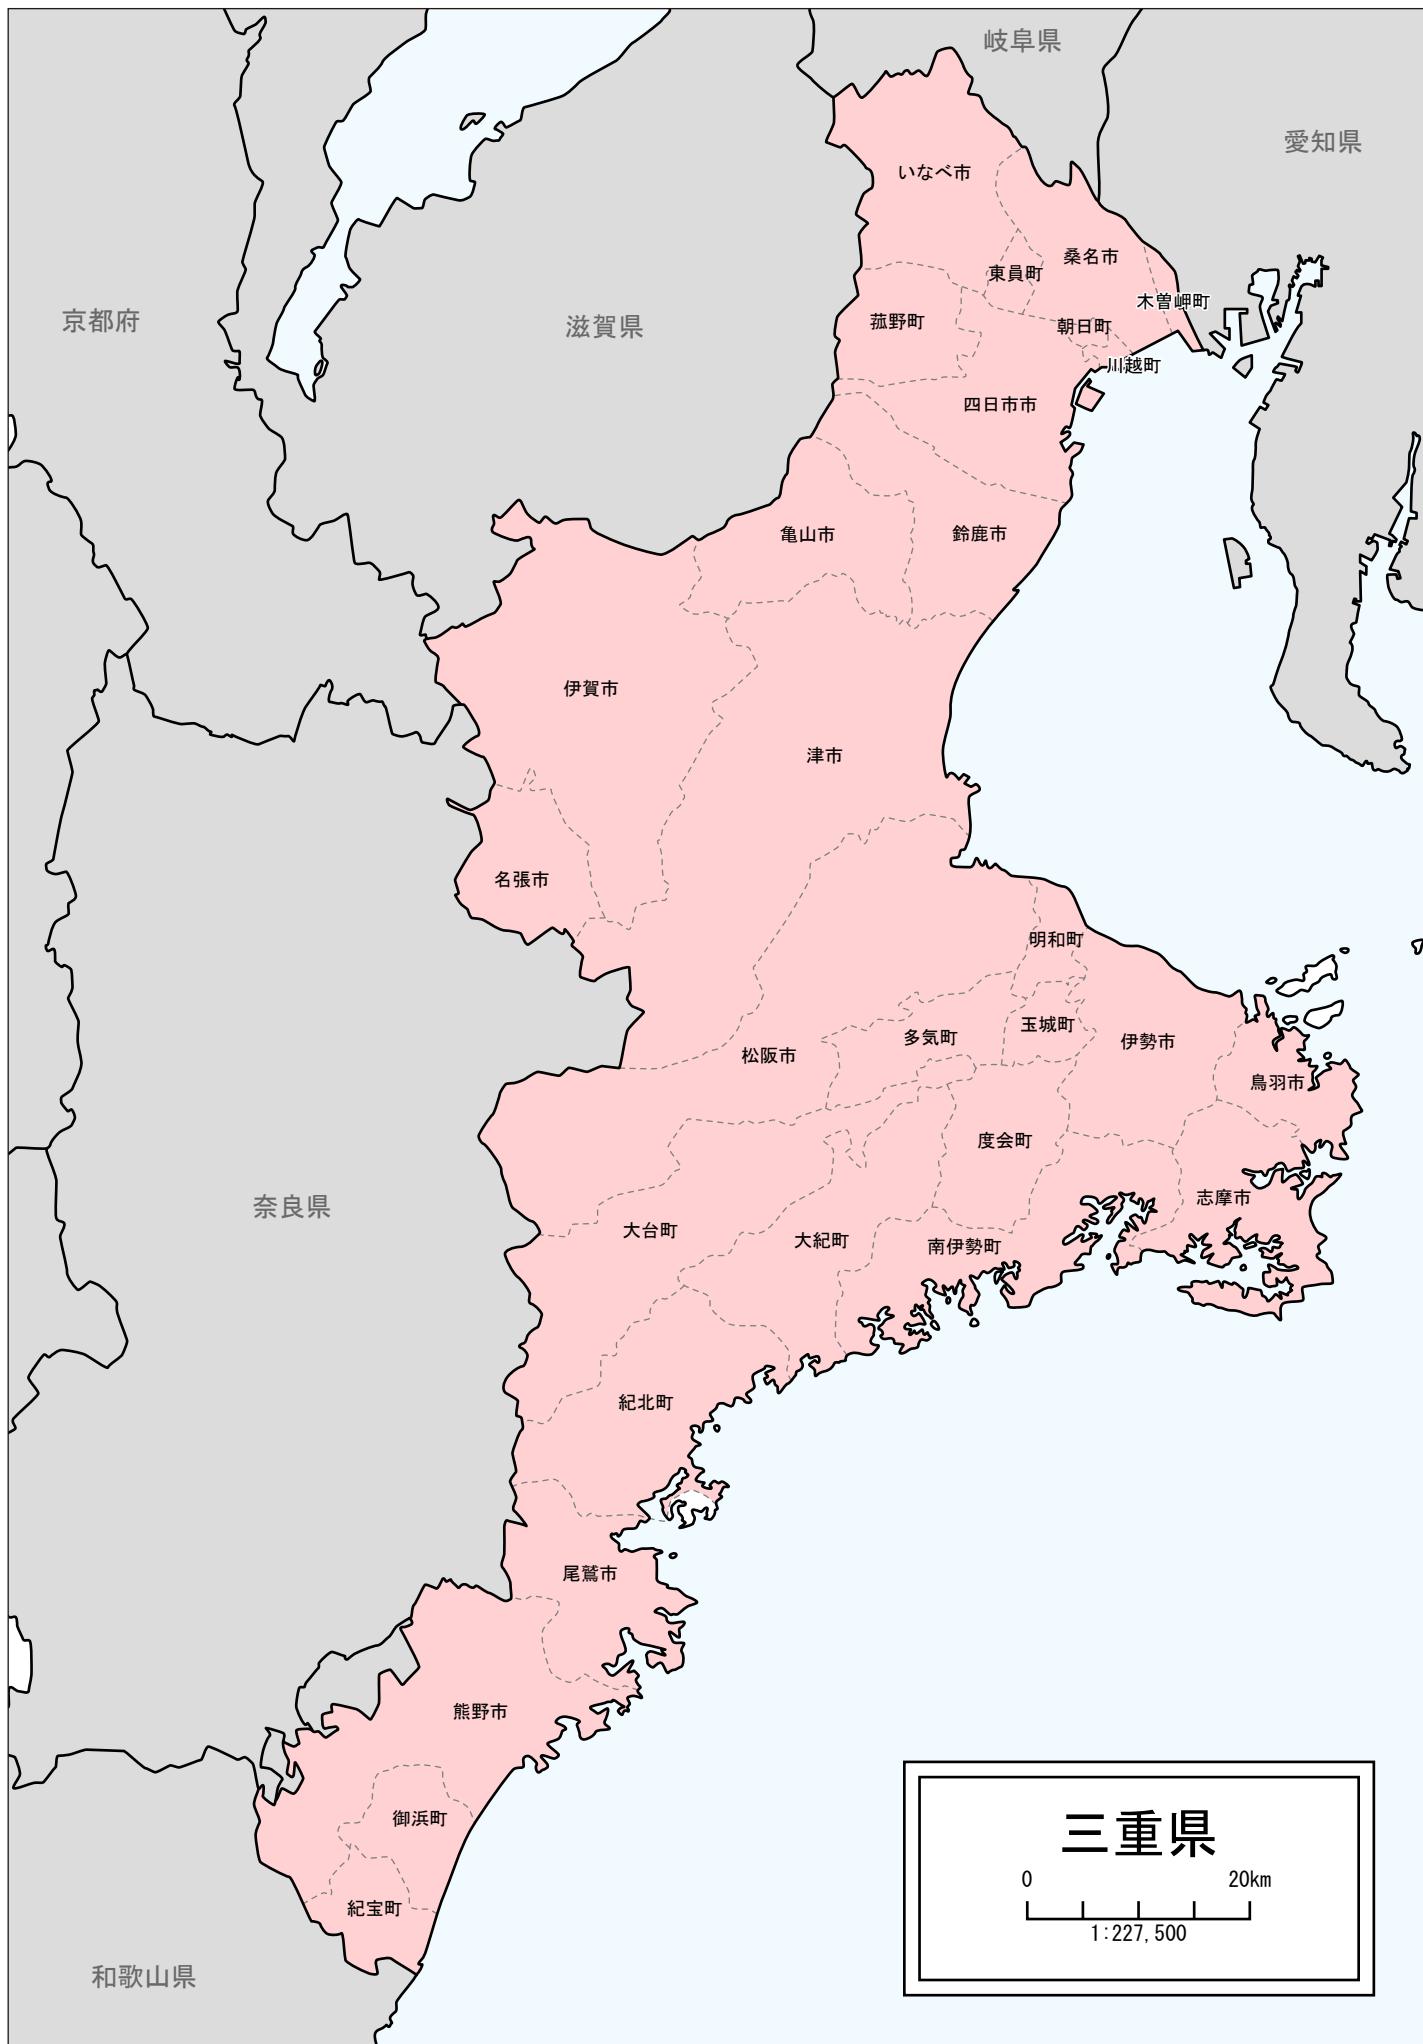 岐阜県
愛知県
いなべ市
桑名市
東員町
木曽岬町
京都府
滋賀県
菰野町
朝日町
川越町
四日市市
亀山市
鈴鹿市
伊賀市
津市
名張市
明和町
松阪市
多気町
玉城町
伊勢市
鳥羽市
度会町
奈良県
志摩市
大台町
大紀町
南伊勢町
紀北町
尾鷲市
熊野市
御浜町
紀宝町
和歌山県
三重県
0 20km
1:227,500